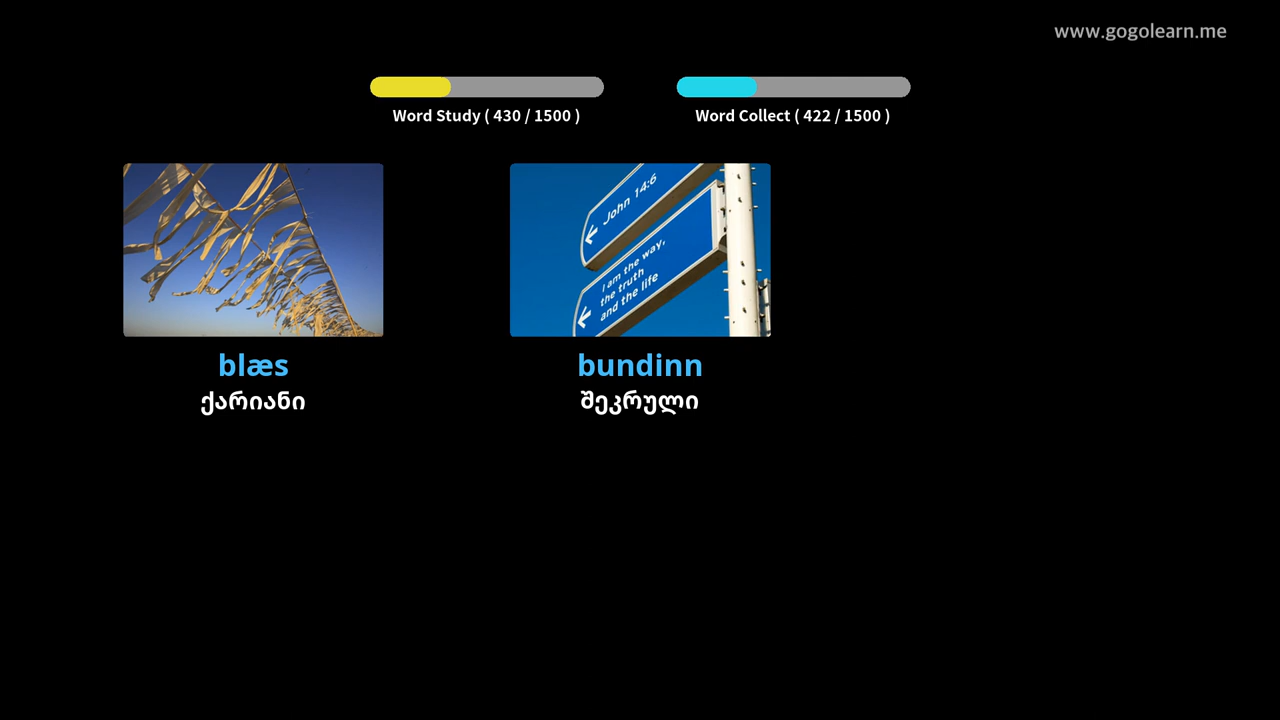 www.gogolearn.me
Word Study ( 430 / 1500 )
Word Collect ( 422 / 1500 )
John 14:6
I am the way,
the truth
and the life
blæs
ქარიანი
bundinn
შეკრული